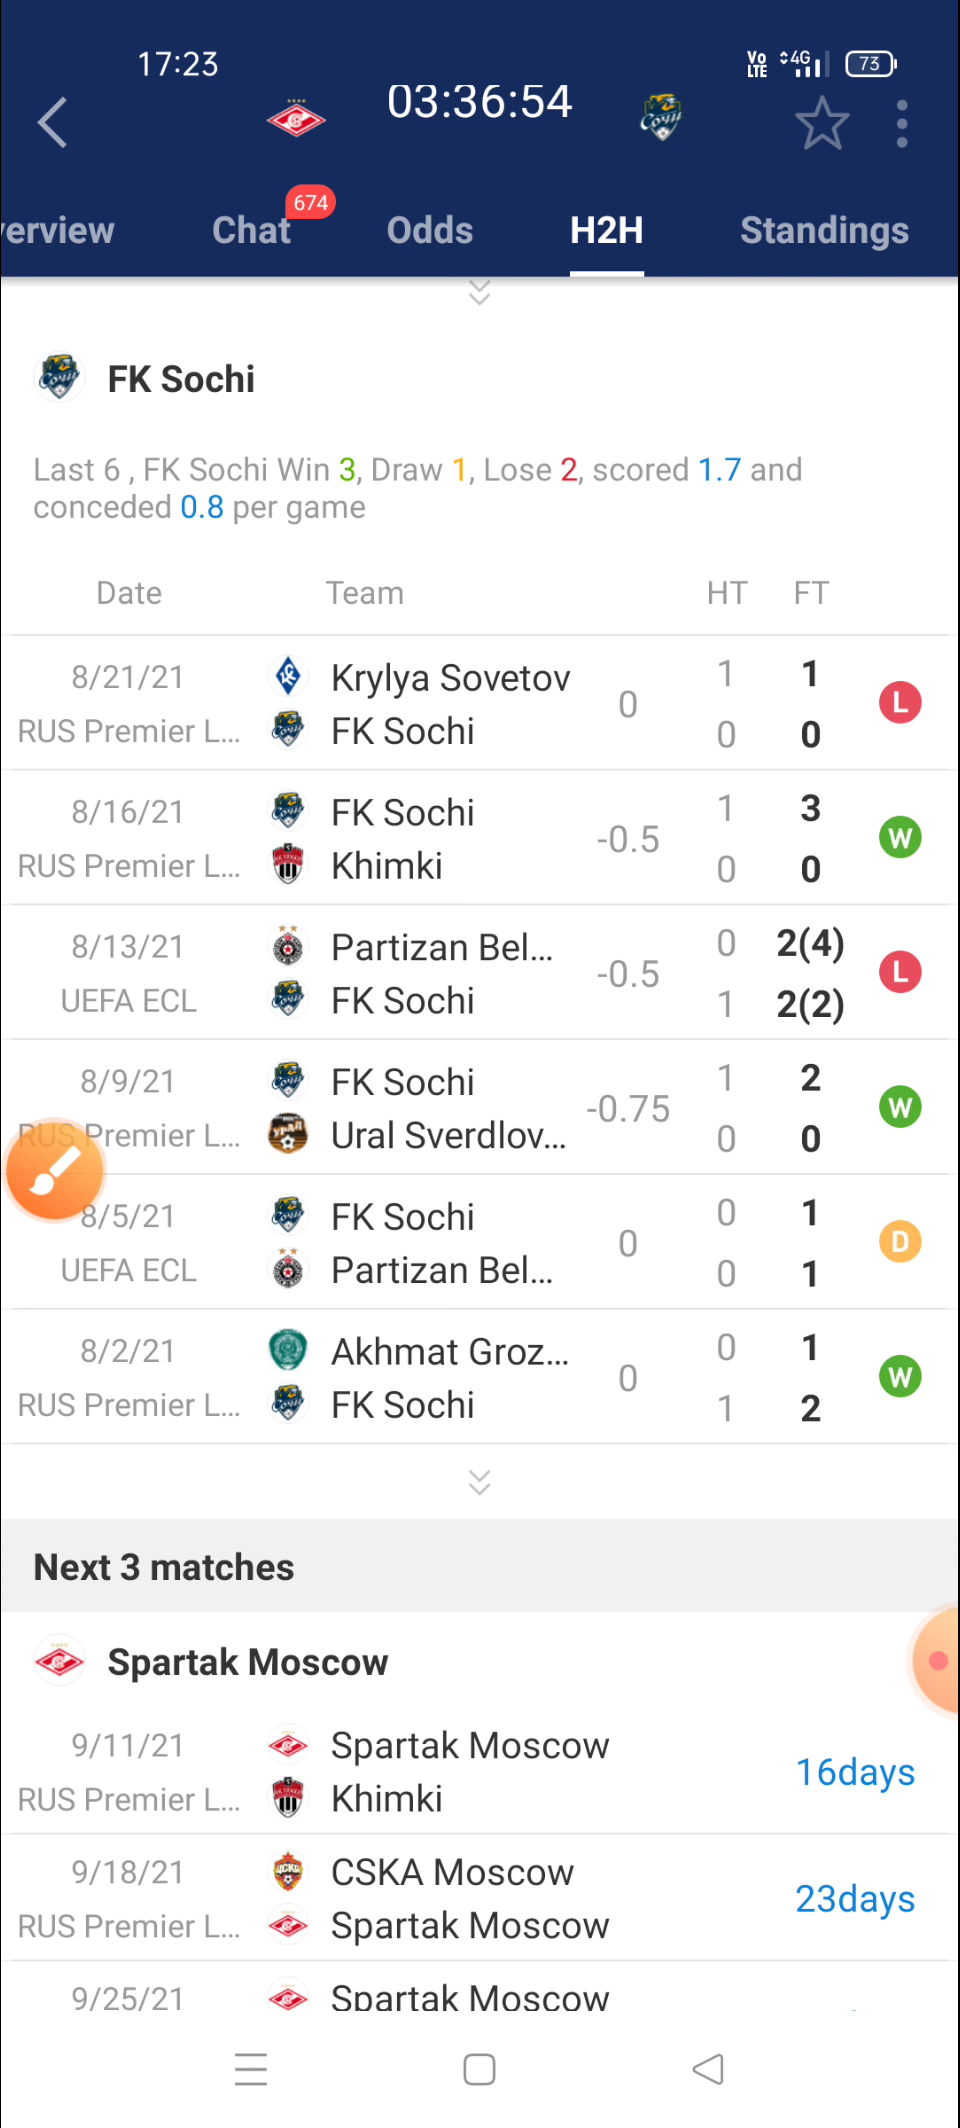 17:23
Vo LTE 4G 73
03:36:54
verview Chat 674 Odds H2H Standings
FK Sochi
Last 6 , FK Sochi Win 3, Draw 1, Lose 2, scored 1.7 and
conceded 0.8 per game
Date Team HT FT
8/21/21 Krylya Sovetov 1 1
0 L
RUS Premier L... FK Sochi 0 0
8/16/21 FK Sochi 1 3
-0.5 W
RUS Premier L... Khimki 0 0
8/13/21 Partizan Bel... 0 2(4)
-0.5 L
UEFA ECL FK Sochi 1 2(2)
8/9/21 FK Sochi 1 2
-0.75 W
RUS Premier L... Ural Sverdlov... 0 0
8/5/21 FK Sochi 0 1
0 D
UEFA ECL Partizan Bel... 0 1
8/2/21 Akhmat Groz... 0 1
0 W
RUS Premier L... FK Sochi 1 2
Next 3 matches
Spartak Moscow
9/11/21 Spartak Moscow
16days
RUS Premier L... Khimki
9/18/21 CSKA Moscow
23days
RUS Premier L... Spartak Moscow
9/25/21 Spartak Moscow